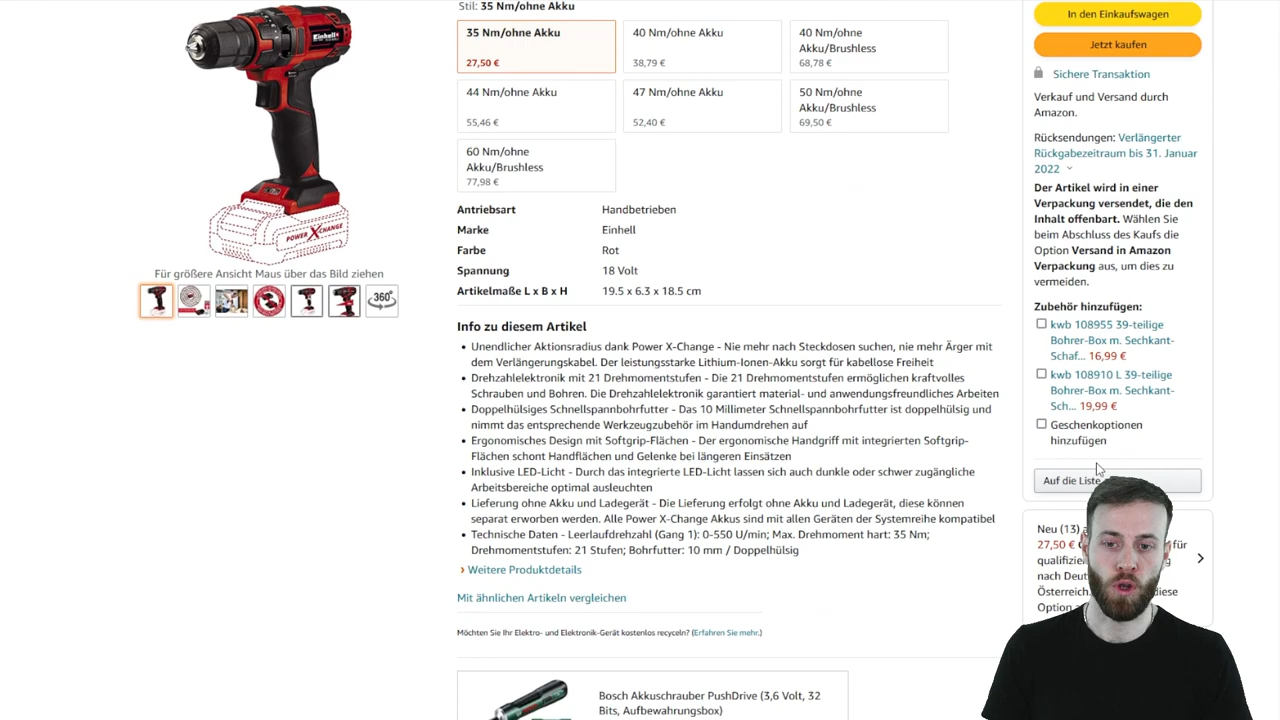 Einhell
POWER X CHANGE
Für größere Ansicht Maus über das Bild ziehen
360°
Stil: 35 Nm/ohne Akku
35 Nm/ohne Akku
27,50 €
40 Nm/ohne Akku
38,79 €
40 Nm/ohne
Akku/Brushless
68,78 €
44 Nm/ohne Akku
55,46 €
47 Nm/ohne Akku
52,40 €
50 Nm/ohne
Akku/Brushless
69,50 €
60 Nm/ohne
Akku/Brushless
77,98 €
Antriebsart Handbetrieben
Marke Einhell
Farbe Rot
Spannung 18 Volt
Artikelmaße L x B x H 19.5 x 6.3 x 18.5 cm
Info zu diesem Artikel
Unendlicher Aktionsradius dank Power X-Change - Nie mehr nach Steckdosen suchen, nie mehr Ärger mit
dem Verlängerungskabel. Der leistungsstarke Lithium-Ionen-Akku sorgt für kabellose Freiheit
Drehzahlelektronik mit 21 Drehmomentstufen - Die 21 Drehmomentstufen ermöglichen kraftvolles
Schrauben und Bohren. Die Drehzahlelektronik garantiert material- und anwendungsfreundliches Arbeiten
Doppelhülsiges Schnellspannbohrfutter - Das 10 Millimeter Schnellspannbohrfutter ist doppelhülsig und
nimmt das entsprechende Werkzeugzubehör im Handumdrehen auf
Ergonomisches Design mit Softgrip-Flächen - Der ergonomische Handgriff mit integrierten Softgrip-
Flächen schont Handflächen und Gelenke bei längeren Einsätzen
Inklusive LED-Licht - Durch das integrierte LED-Licht lassen sich auch dunkle oder schwer zugängliche
Arbeitsbereiche optimal ausleuchten
Lieferung ohne Akku und Ladegerät - Die Lieferung erfolgt ohne Akku und Ladegerät, diese können
separat erworben werden. Alle Power X-Change Akkus sind mit allen Geräten der Systemreihe kompatibel
Technische Daten - Leerlaufdrehzahl (Gang 1): 0-550 U/min; Max. Drehmoment hart: 35 Nm;
Drehmomentstufen: 21 Stufen; Bohrfutter: 10 mm / Doppelhülsig
› Weitere Produktdetails
Mit ähnlichen Artikeln vergleichen
Möchten Sie Ihr Elektro- und Elektronik-Gerät kostenlos recyceln? (Erfahren Sie mehr.)
Bosch Akkuschrauber PushDrive (3,6 Volt, 32
Bits, Aufbewahrungsbox)
In den Einkaufswagen
Jetzt kaufen
Sichere Transaktion
Verkauf und Versand durch
Amazon.
Rücksendungen: Verlängerter
Rückgabezeitraum bis 31. Januar
2022
Der Artikel wird in einer
Verpackung versendet, die den
Inhalt offenbart. Wählen Sie
beim Abschluss des Kaufs die
Option Versand in Amazon
Verpackung aus, um dies zu
vermeiden.
Zubehör hinzufügen:
kwb 108955 39-teilige
Bohrer-Box m. Sechkant-
Schaf... 16,99 €
kwb 108910 L 39-teilige
Bohrer-Box m. Sechkant-
Sch... 19,99 €
Geschenkoptionen
hinzufügen
Auf die Liste
Neu (13)
27,50 € für
qualifizie
nach Deut
Österreich. diese
Option